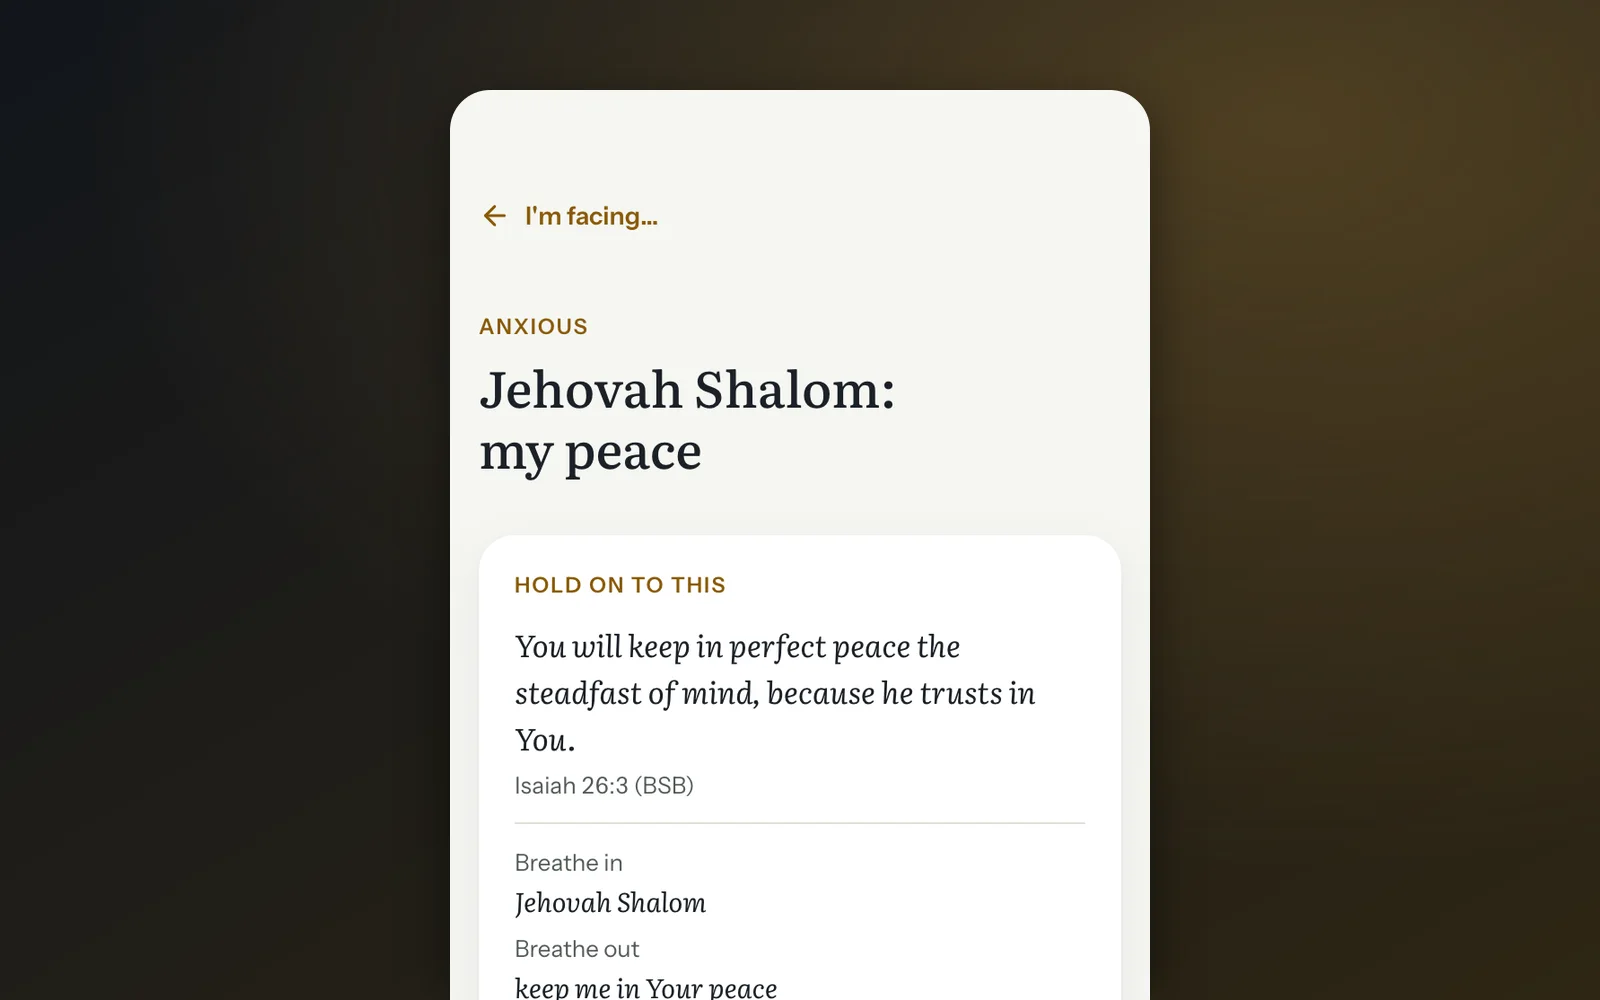 I'm facing...
ANXIOUS
Jehovah Shalom:
my peace
HOLD ON TO THIS
You will keep in perfect peace the
steadfast of mind, because he trusts in
You.
Isaiah 26:3 (BSB)
Breathe in
Jehovah Shalom
Breathe out
keep me in Your peace